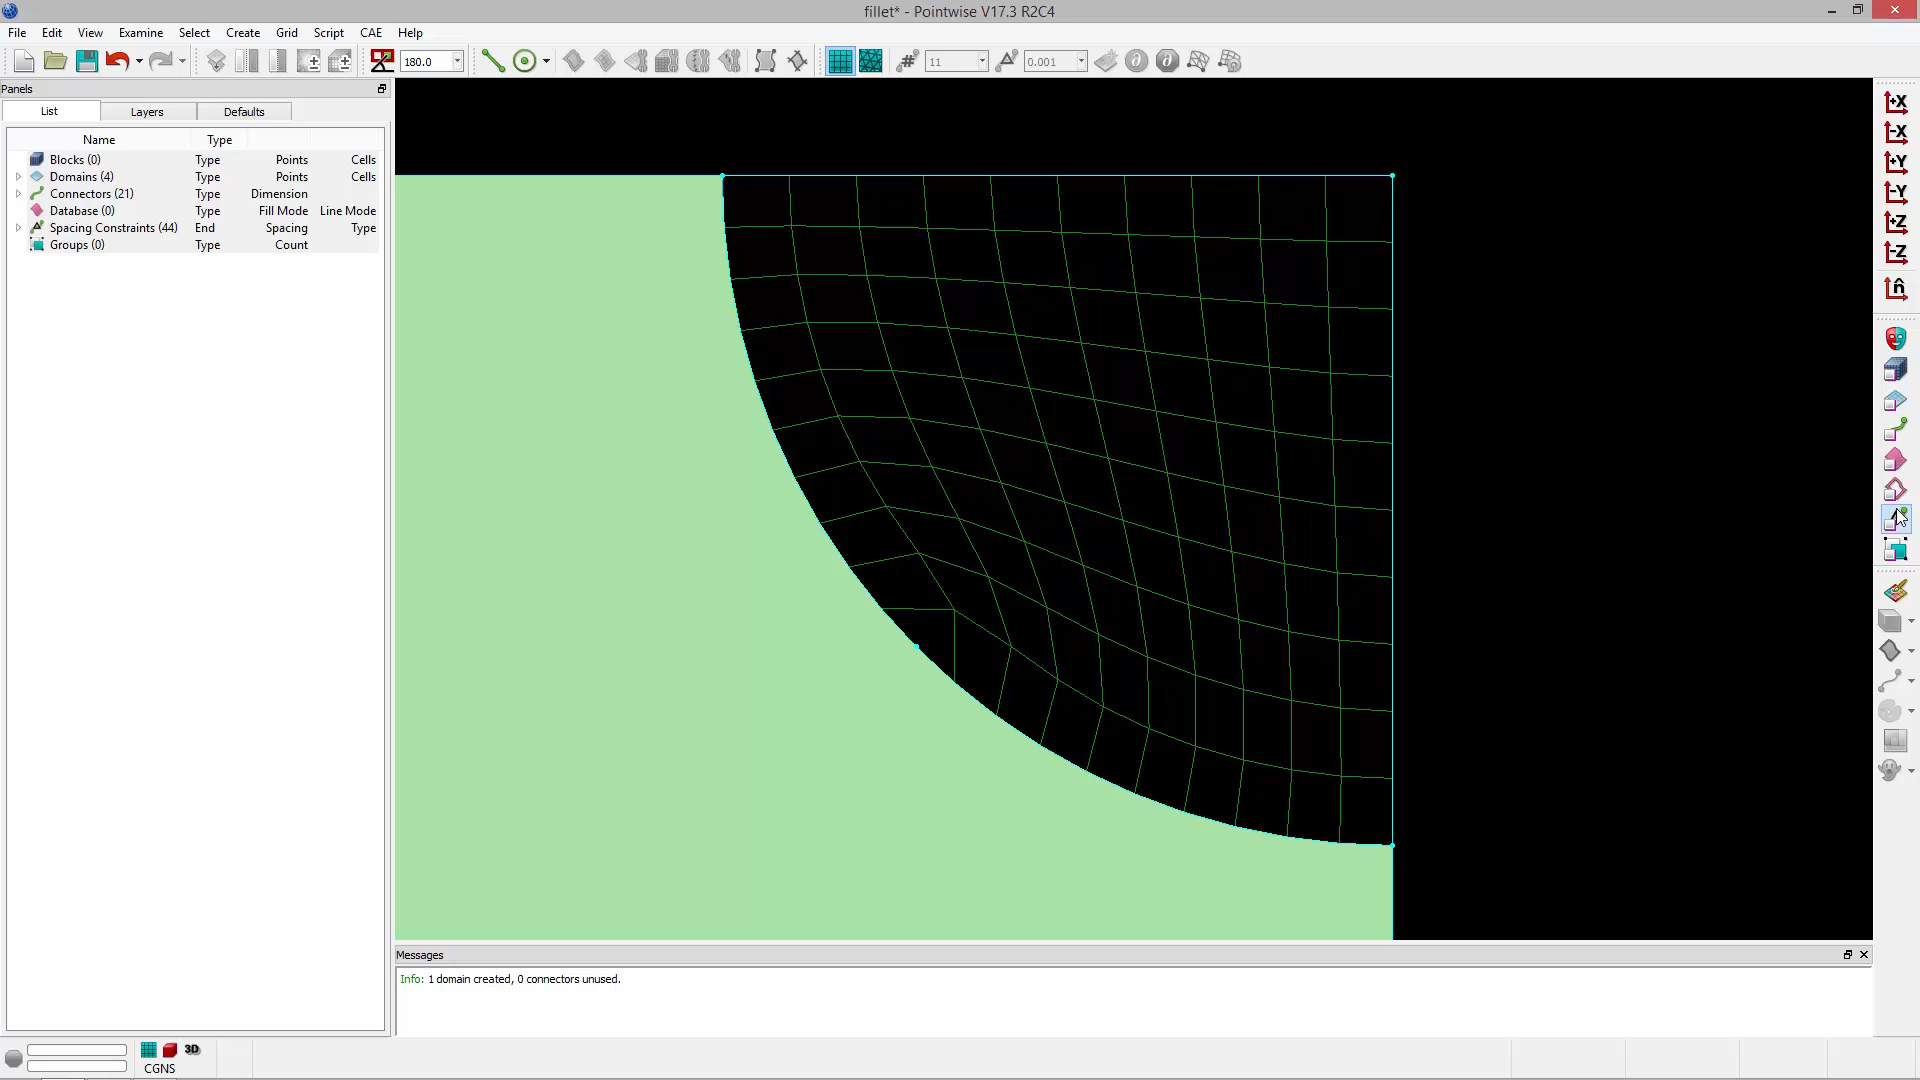 fillet* - Pointwise V17.3 R2C4
File Edit View Examine Select Create Grid Script CAE Help
180.0 11 0.001
Panels
List Layers Defaults
Name Type
Blocks (0) Type Points Cells
Domains (4) Type Points Cells
Connectors (21) Type Dimension
Database (0) Type Fill Mode Line Mode
Spacing Constraints (44) End Spacing Type
Groups (0) Type Count
+X
-X
+Y
-Y
+Z
-Z
n̂
Messages
Info: 1 domain created, 0 connectors unused.
3D
CGNS